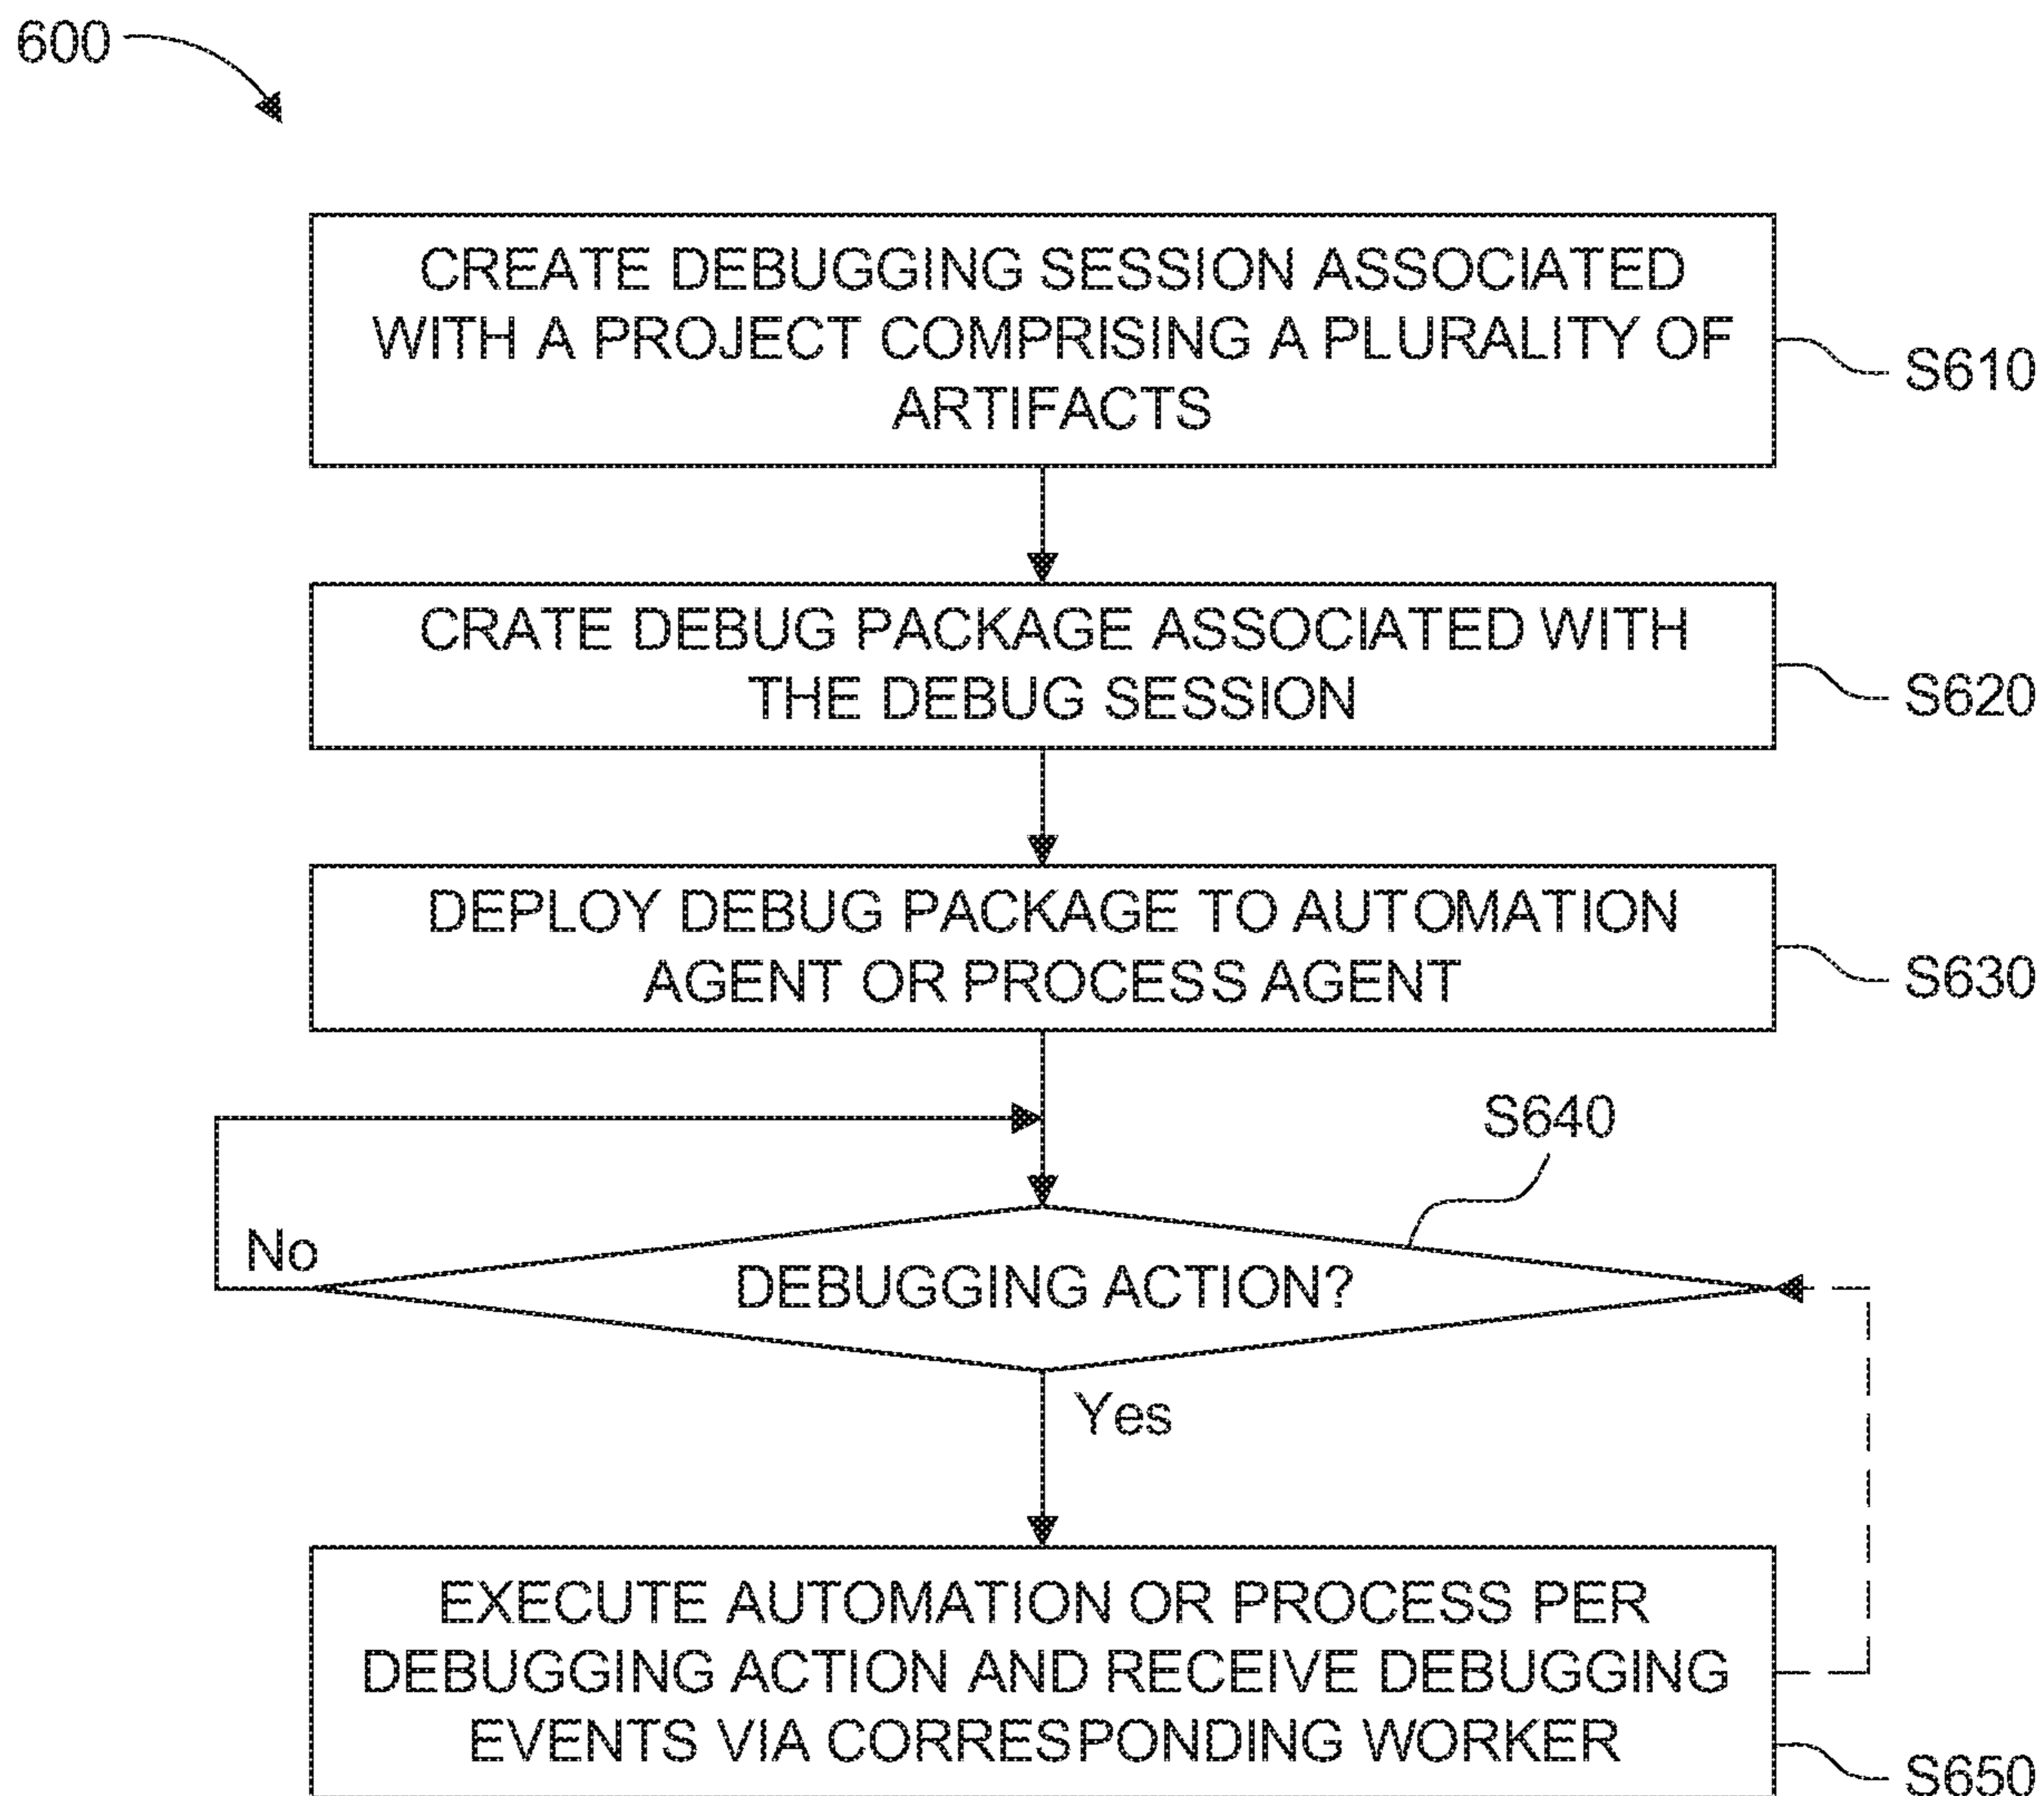 600
CREATE DEBUGGING SESSION ASSOCIATED
WITH A PROJECT COMPRISING A PLURALITY OF
ARTIFACTS
S610
CRATE DEBUG PACKAGE ASSOCIATED WITH
THE DEBUG SESSION
S620
DEPLOY DEBUG PACKAGE TO AUTOMATION
AGENT OR PROCESS AGENT
S630
S640
No
DEBUGGING ACTION?
Yes
EXECUTE AUTOMATION OR PROCESS PER
DEBUGGING ACTION AND RECEIVE DEBUGGING
EVENTS VIA CORRESPONDING WORKER
S650